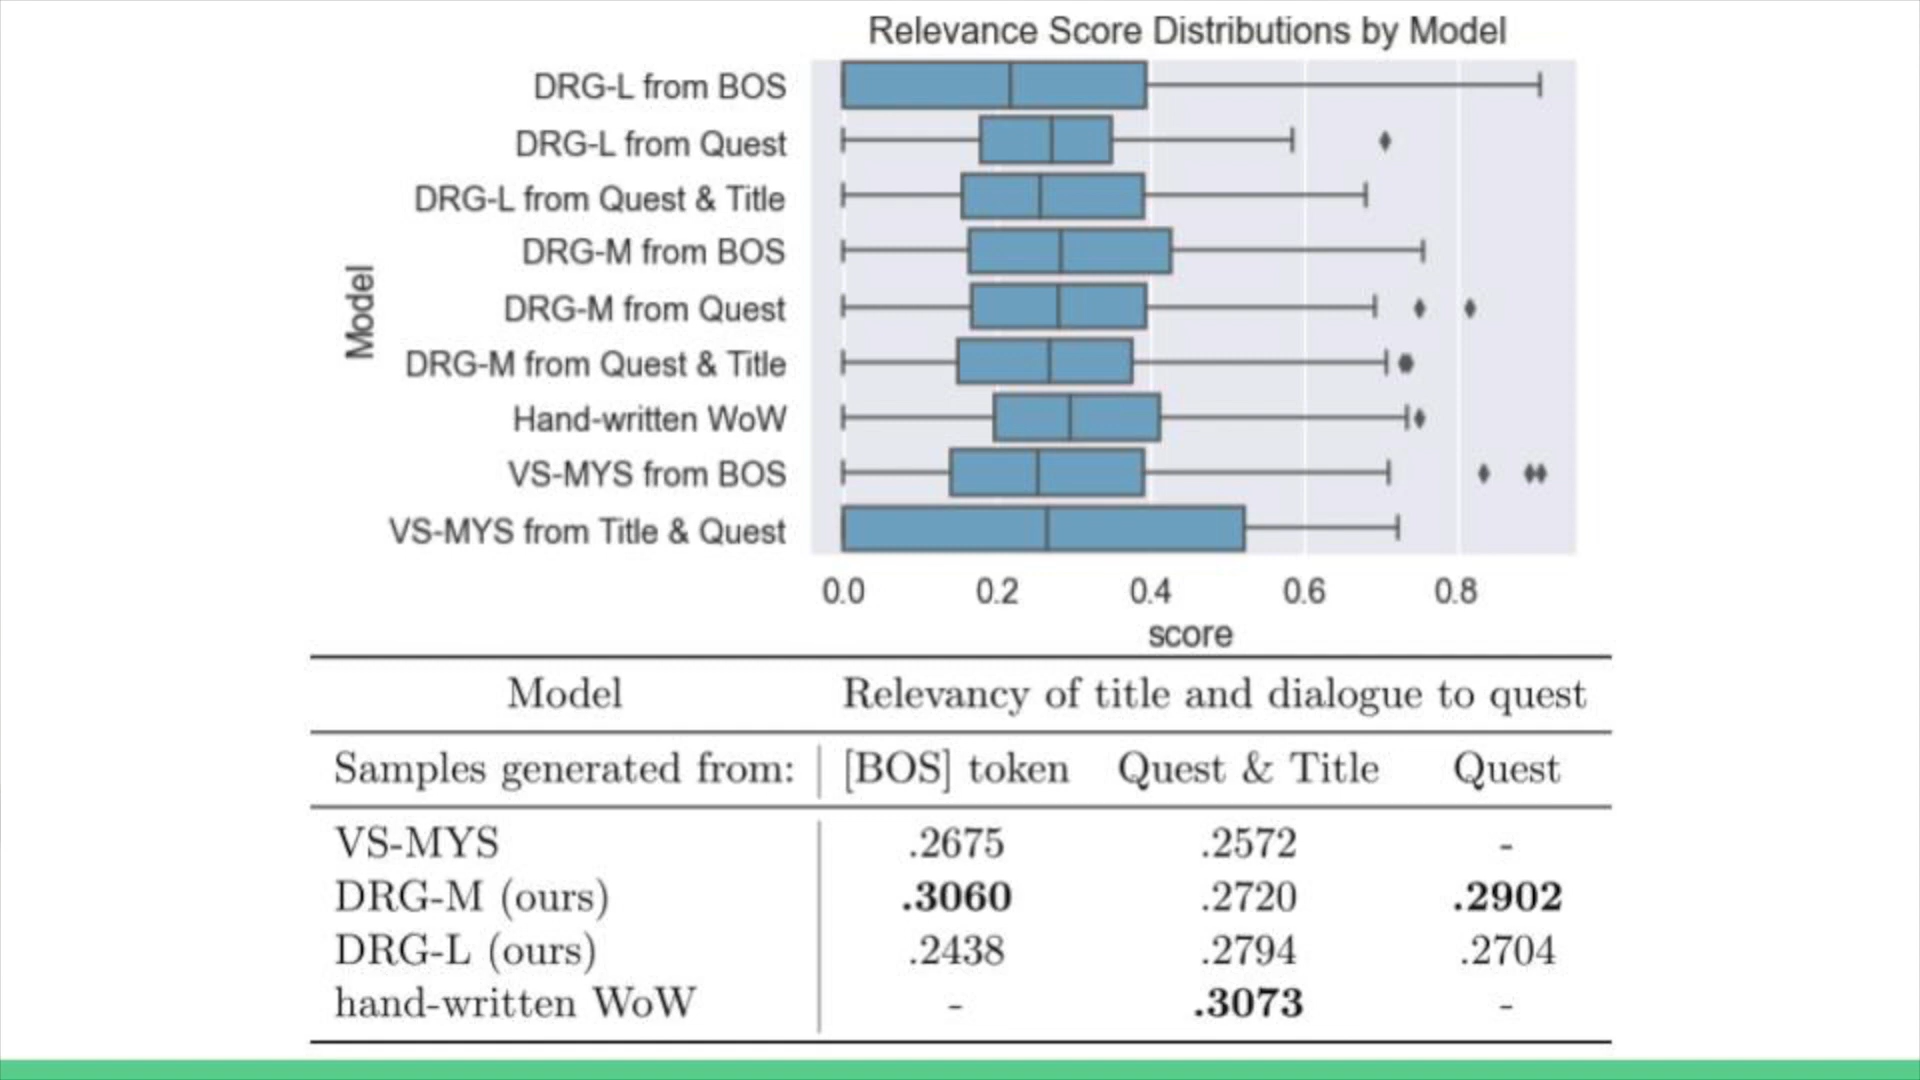 Relevance Score Distributions by Model
Model
DRG-L from BOS
DRG-L from Quest
DRG-L from Quest & Title
DRG-M from BOS
DRG-M from Quest
DRG-M from Quest & Title
Hand-written WoW
VS-MYS from BOS
VS-MYS from Title & Quest
0.0 0.2 0.4 0.6 0.8
score
Model Relevancy of title and dialogue to quest
Samples generated from: [BOS] token Quest & Title Quest
VS-MYS .2675 .2572 -
DRG-M (ours) .3060 .2720 .2902
DRG-L (ours) .2438 .2794 .2704
hand-written WoW - .3073 -